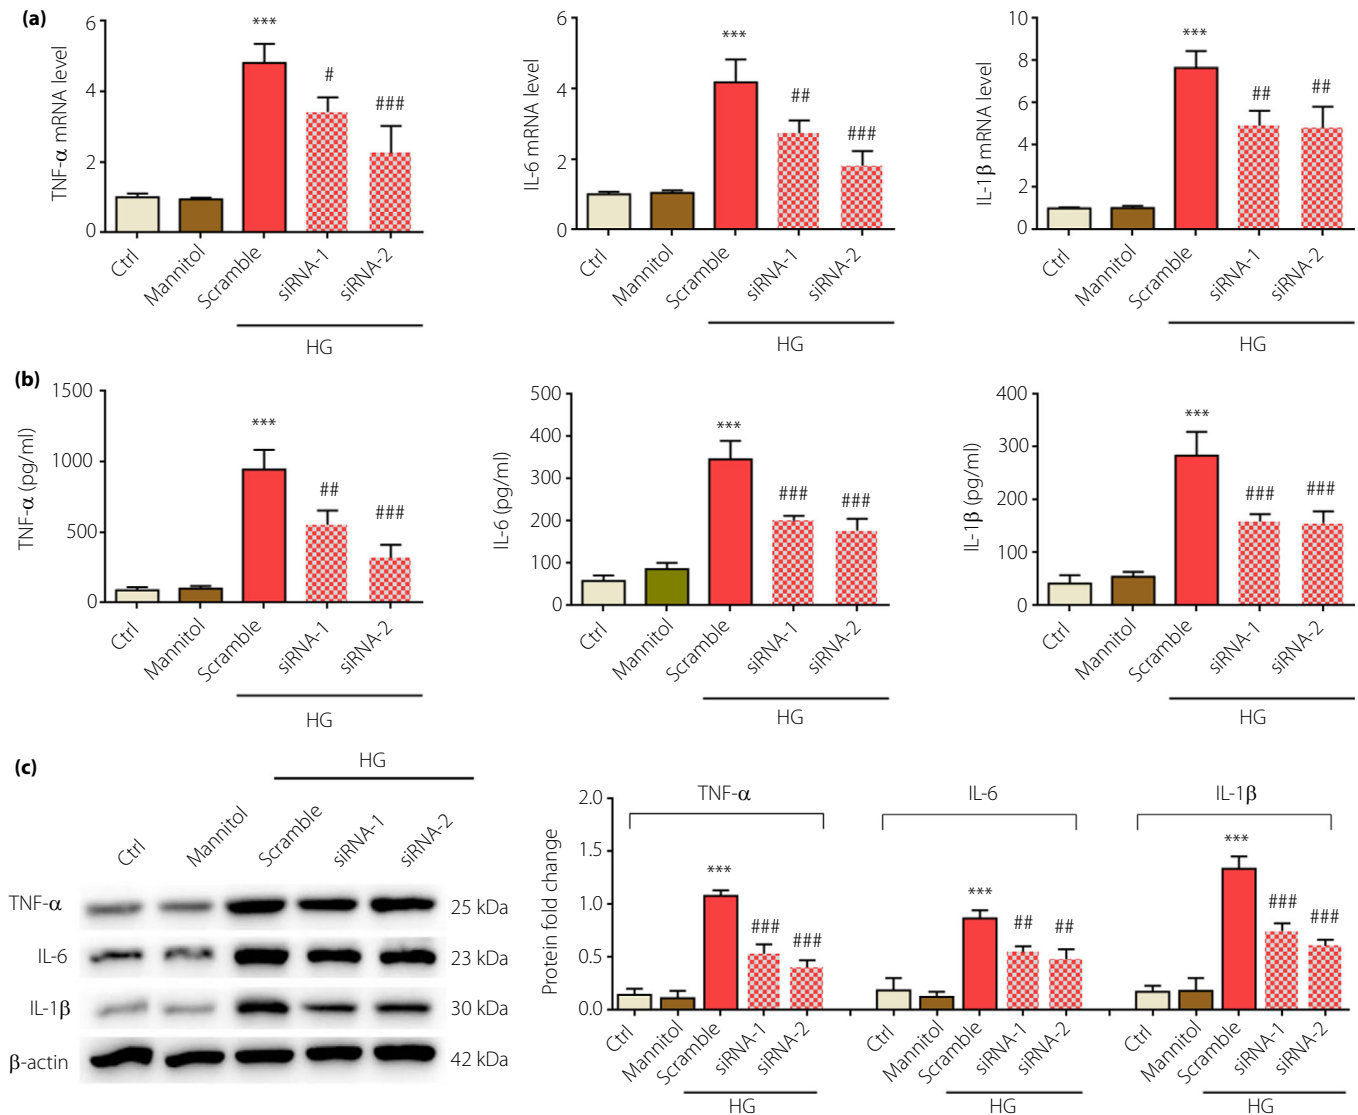 (a)
TNF-α mRNA level
6
4
2
0
***
#
###
Ctrl
Mannitol
Scramble
siRNA-1
siRNA-2
HG
IL-6 mRNA level
6
4
2
0
***
##
###
Ctrl
Mannitol
Scramble
siRNA-1
siRNA-2
HG
IL-1β mRNA level
10
8
6
4
2
0
***
##
##
Ctrl
Mannitol
Scramble
siRNA-1
siRNA-2
HG
(b)
TNF-α (pg/ml)
1500
1000
500
0
***
##
###
Ctrl
Mannitol
Scramble
siRNA-1
siRNA-2
HG
IL-6 (pg/ml)
500
400
300
200
100
0
***
###
###
Ctrl
Mannitol
Scramble
siRNA-1
siRNA-2
HG
IL-1β (pg/ml)
400
300
200
100
0
***
###
###
Ctrl
Mannitol
Scramble
siRNA-1
siRNA-2
HG
(c)
HG
Ctrl
Mannitol
Scramble
siRNA-1
siRNA-2
TNF-α 25 kDa
IL-6 23 kDa
IL-1β 30 kDa
β-actin 42 kDa
Protein fold change
2.0
1.5
1.0
0.5
0.0
TNF-α
***
###
###
Ctrl
Mannitol
Scramble
siRNA-1
siRNA-2
HG
IL-6
***
##
##
Ctrl
Mannitol
Scramble
siRNA-1
siRNA-2
HG
IL-1β
***
###
###
Ctrl
Mannitol
Scramble
siRNA-1
siRNA-2
HG